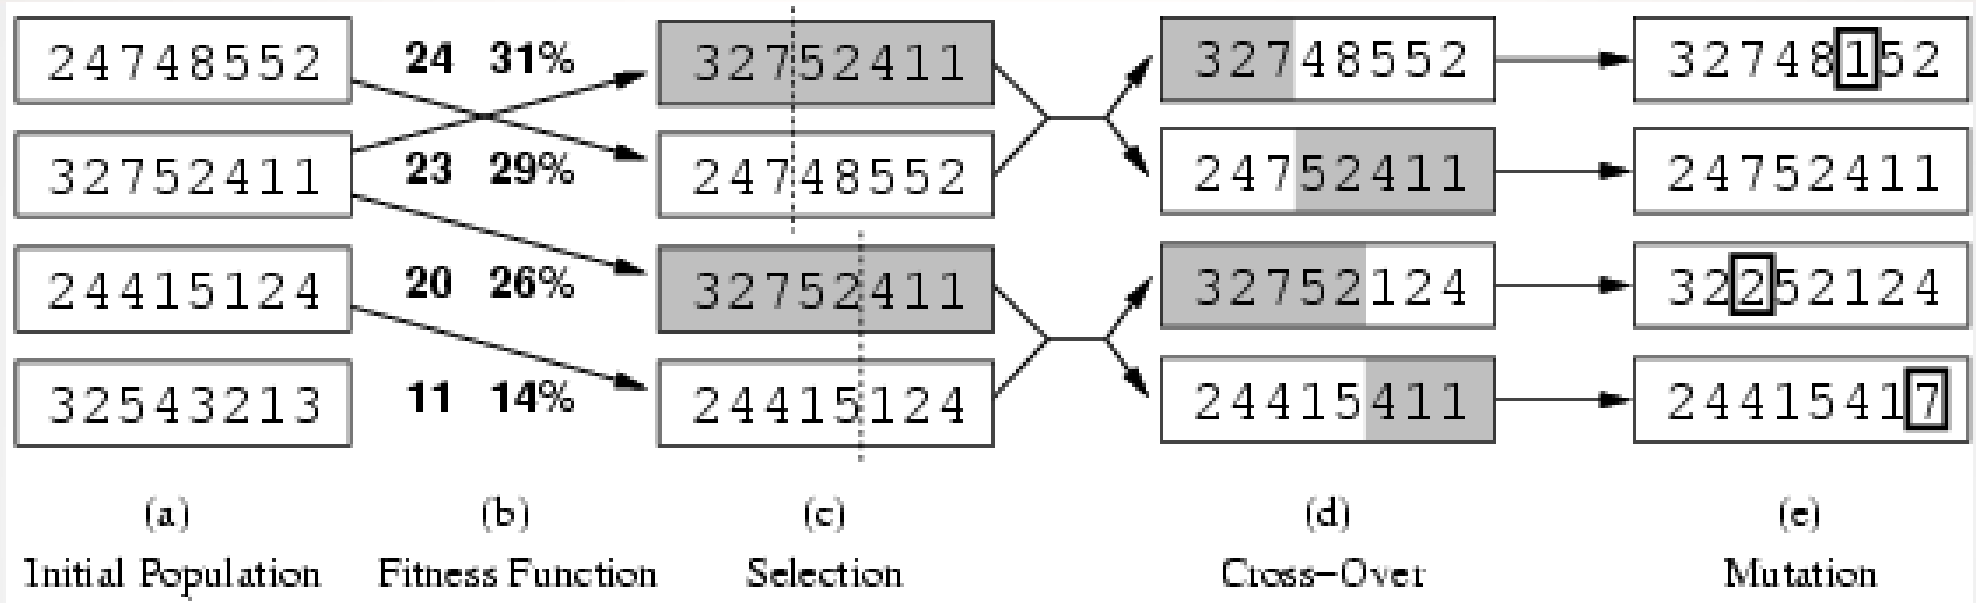 24748552 24 31% 32752411 32748552 32748152
32752411 23 29% 24748552 24752411 24752411
24415124 20 26% 32752411 32752124 32252124
32543213 11 14% 24415124 24415411 24415417
(a) (b) (c) (d) (e)
Initial Population Fitness Function Selection Cross-Over Mutation